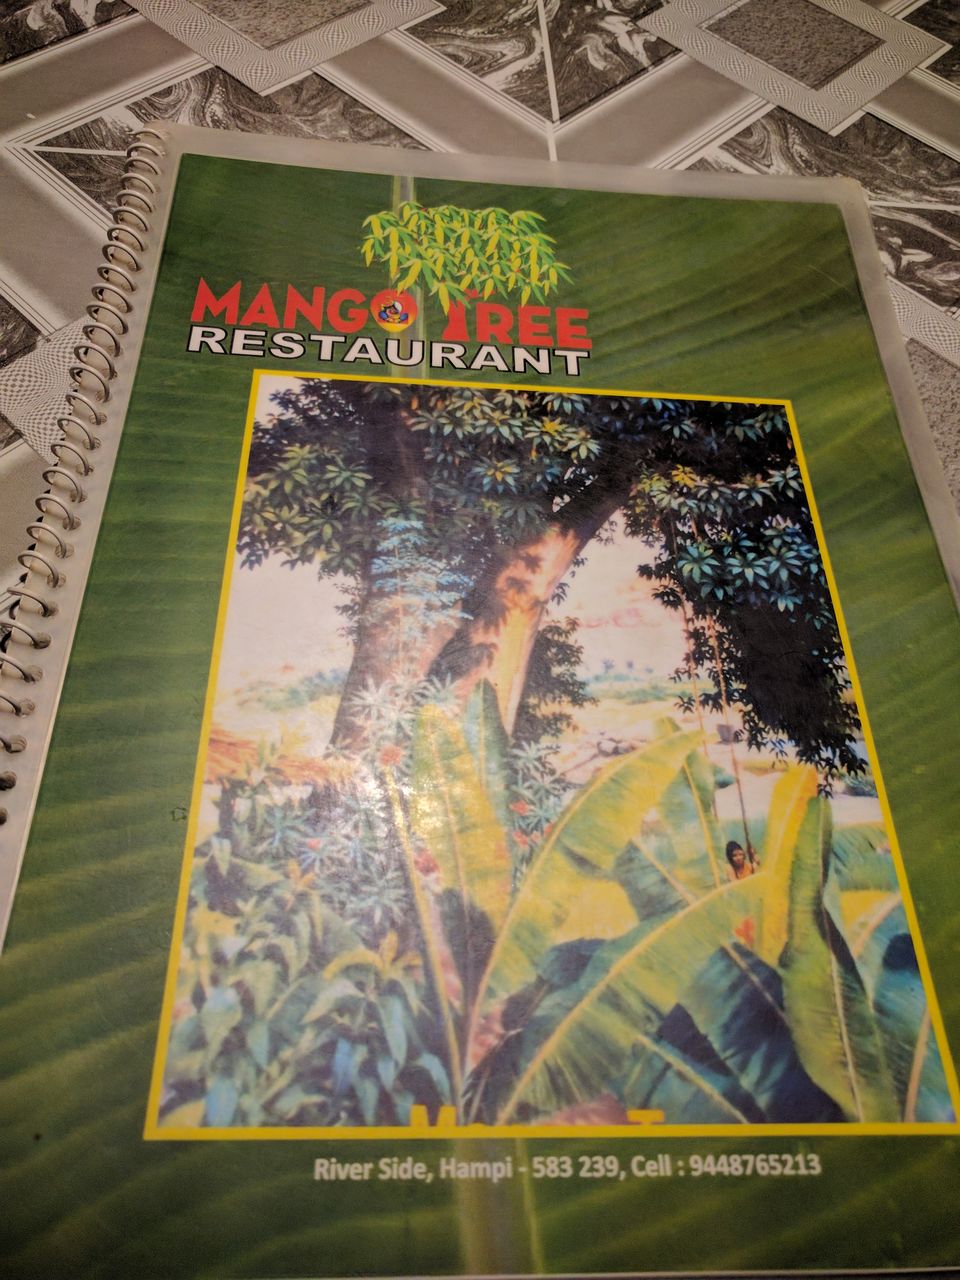 MANGO TREE
RESTAURANT
River Side, Hampi - 583 239, Cell : 9448765213